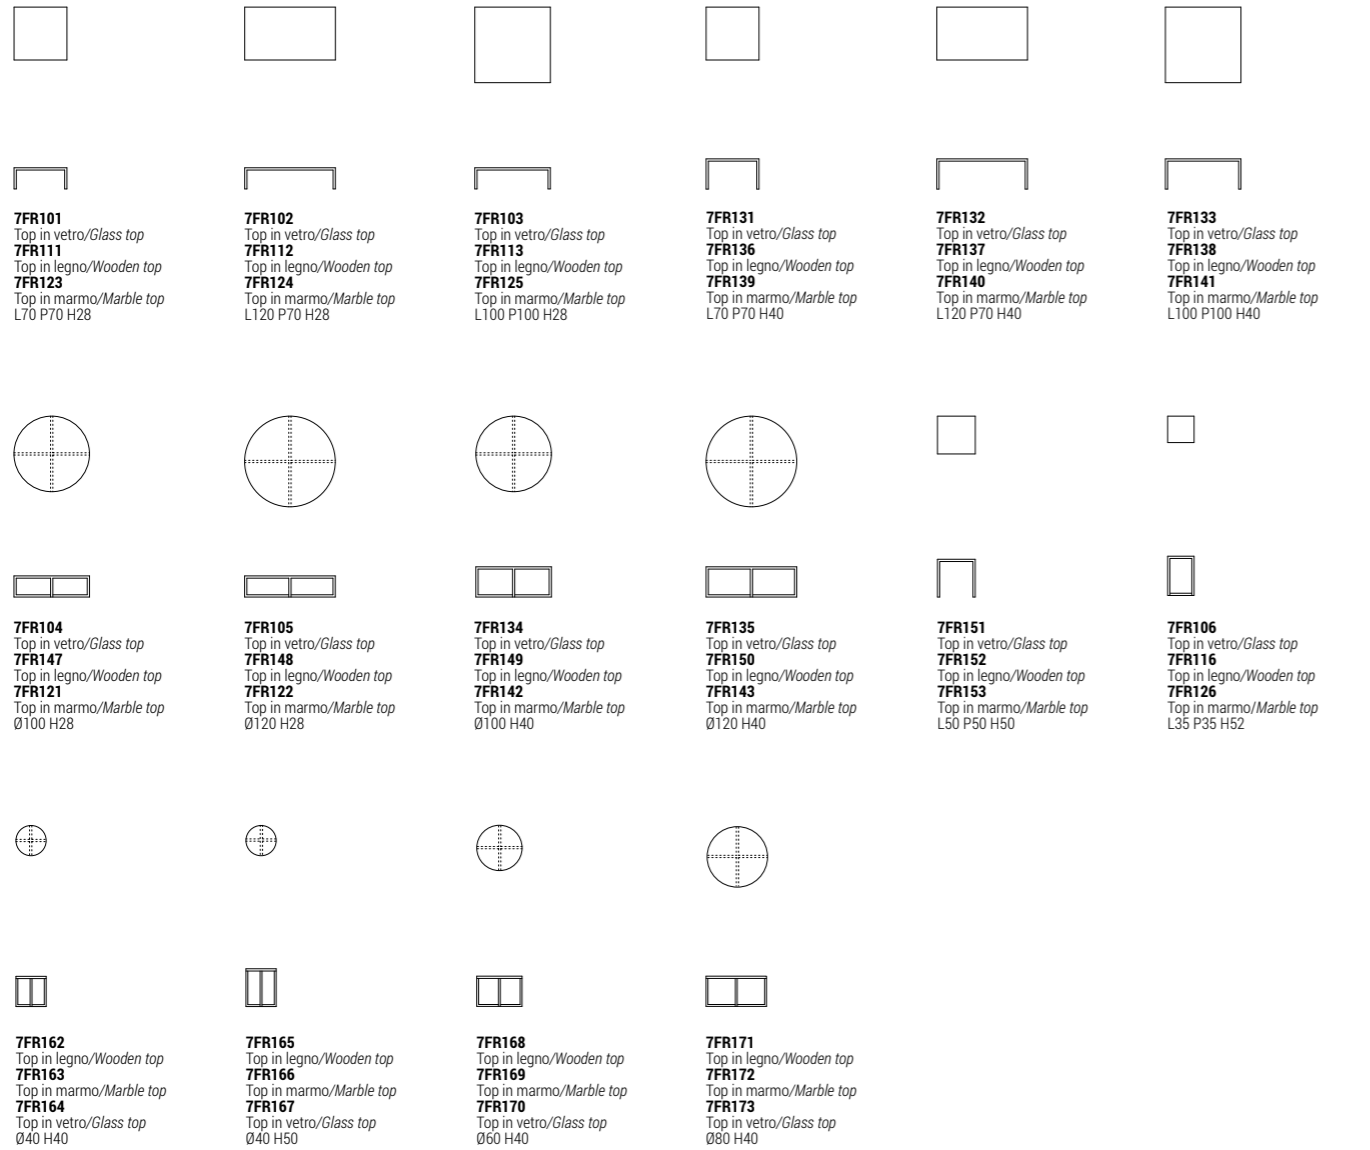 7FR101
Top in vetro/Glass top
7FR111
Top in legno/Wooden top
7FR123
Top in marmo/Marble top
L70 P70 H28
7FR102
Top in vetro/Glass top
7FR112
Top in legno/Wooden top
7FR124
Top in marmo/Marble top
L120 P70 H28
7FR103
Top in vetro/Glass top
7FR113
Top in legno/Wooden top
7FR125
Top in marmo/Marble top
L100 P100 H28
7FR131
Top in vetro/Glass top
7FR136
Top in legno/Wooden top
7FR139
Top in marmo/Marble top
L70 P70 H40
7FR132
Top in vetro/Glass top
7FR137
Top in legno/Wooden top
7FR140
Top in marmo/Marble top
L120 P70 H40
7FR133
Top in vetro/Glass top
7FR138
Top in legno/Wooden top
7FR141
Top in marmo/Marble top
L100 P100 H40
7FR104
Top in vetro/Glass top
7FR147
Top in legno/Wooden top
7FR121
Top in marmo/Marble top
Ø100 H28
7FR105
Top in vetro/Glass top
7FR148
Top in legno/Wooden top
7FR122
Top in marmo/Marble top
Ø120 H28
7FR134
Top in vetro/Glass top
7FR149
Top in legno/Wooden top
7FR142
Top in marmo/Marble top
Ø100 H40
7FR135
Top in vetro/Glass top
7FR150
Top in legno/Wooden top
7FR143
Top in marmo/Marble top
Ø120 H40
7FR151
Top in vetro/Glass top
7FR152
Top in legno/Wooden top
7FR153
Top in marmo/Marble top
L50 P50 H50
7FR106
Top in vetro/Glass top
7FR116
Top in legno/Wooden top
7FR126
Top in marmo/Marble top
L35 P35 H52
7FR162
Top in legno/Wooden top
7FR163
Top in marmo/Marble top
7FR164
Top in vetro/Glass top
Ø40 H40
7FR165
Top in legno/Wooden top
7FR166
Top in marmo/Marble top
7FR167
Top in vetro/Glass top
Ø40 H50
7FR168
Top in legno/Wooden top
7FR169
Top in marmo/Marble top
7FR170
Top in vetro/Glass top
Ø60 H40
7FR171
Top in legno/Wooden top
7FR172
Top in marmo/Marble top
7FR173
Top in vetro/Glass top
Ø80 H40